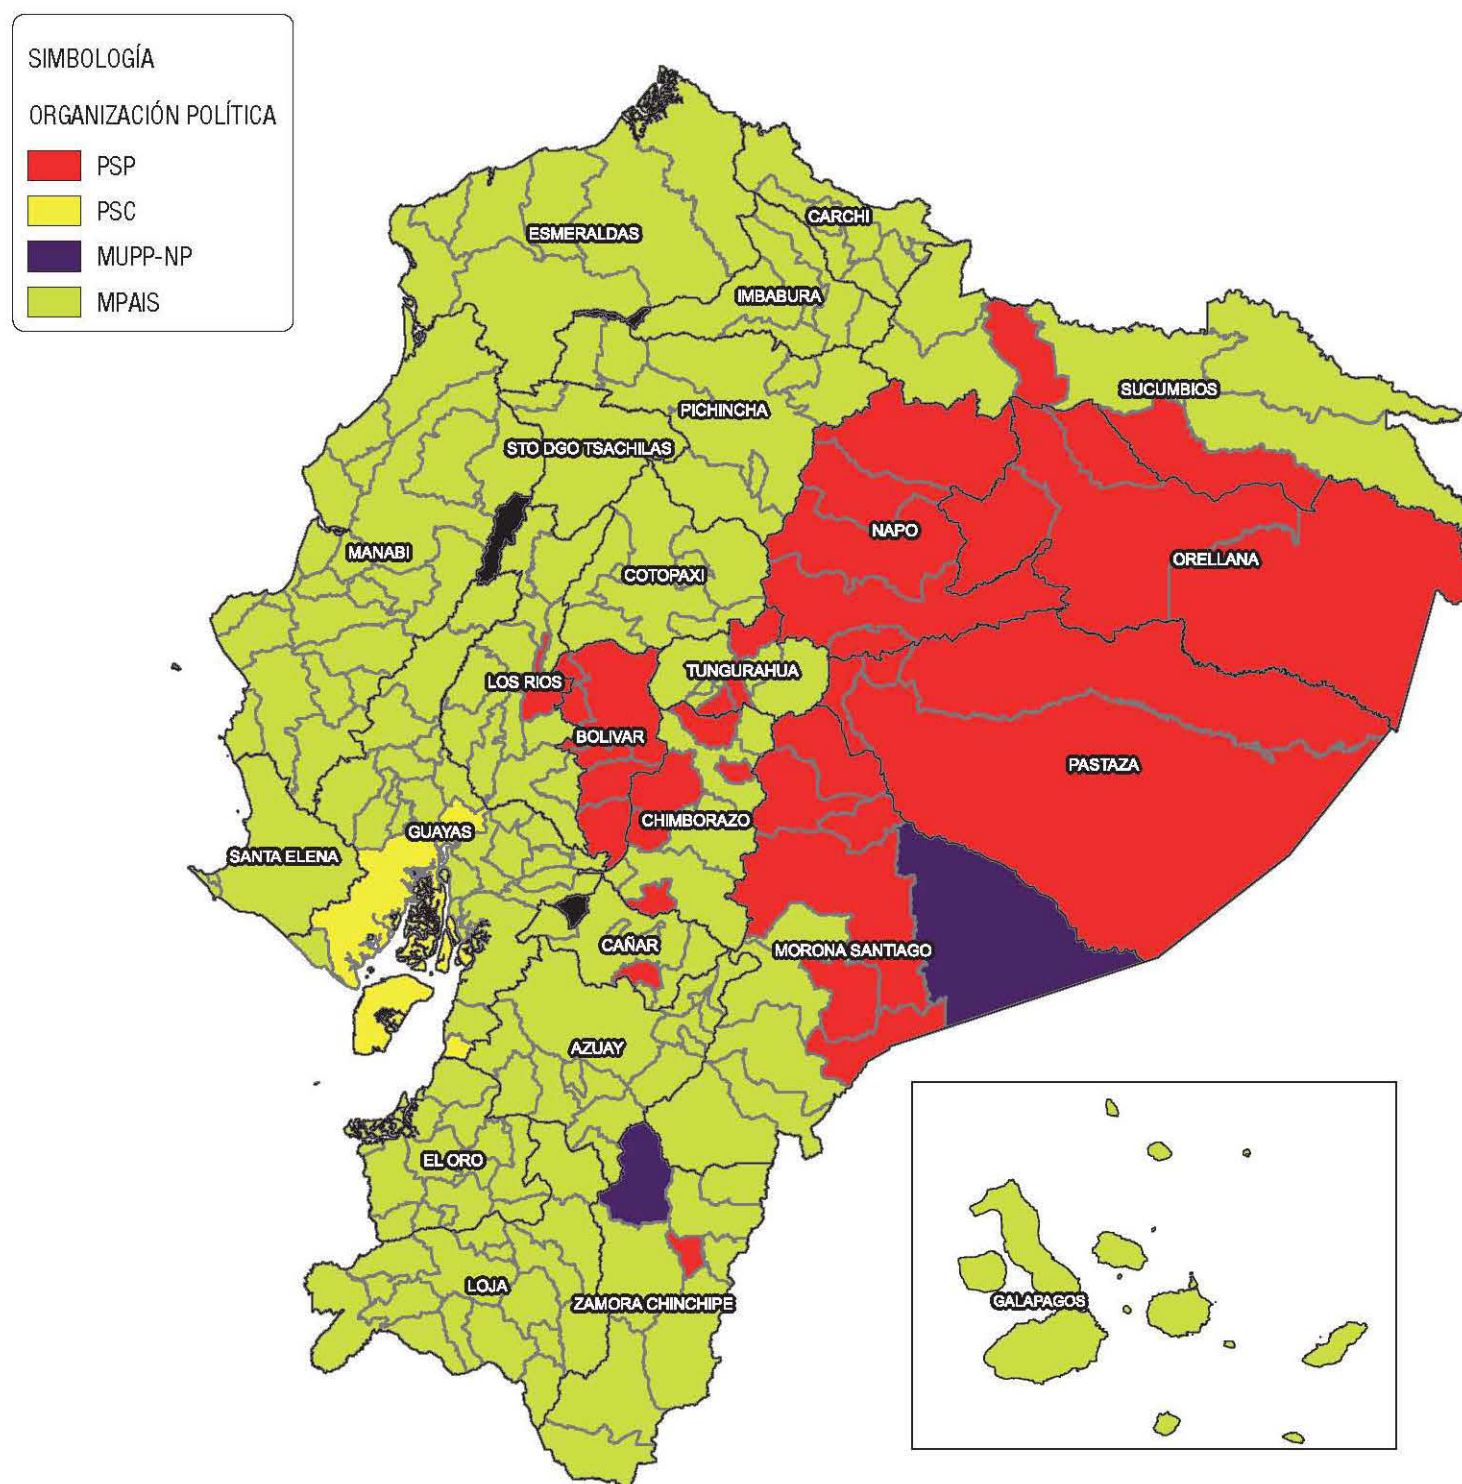 SIMBOLOGÍA
ORGANIZACIÓN POLÍTICA
PSP
PSC
MUPP-NP
MPAIS
CARCHI
ESMERALDAS
IMBABURA
SUCUMBIOS
PICHINCHA
STO DGO TSACHILAS
NAPO
MANABI
ORELLANA
COTOPAXI
TUNGURAHUA
LOS RIOS
BOLIVAR
PASTAZA
CHIMBORAZO
GUAYAS
SANTA ELENA
CAÑAR
MORONA SANTIAGO
AZUAY
EL ORO
LOJA
ZAMORA CHINCHIPE
GALAPAGOS